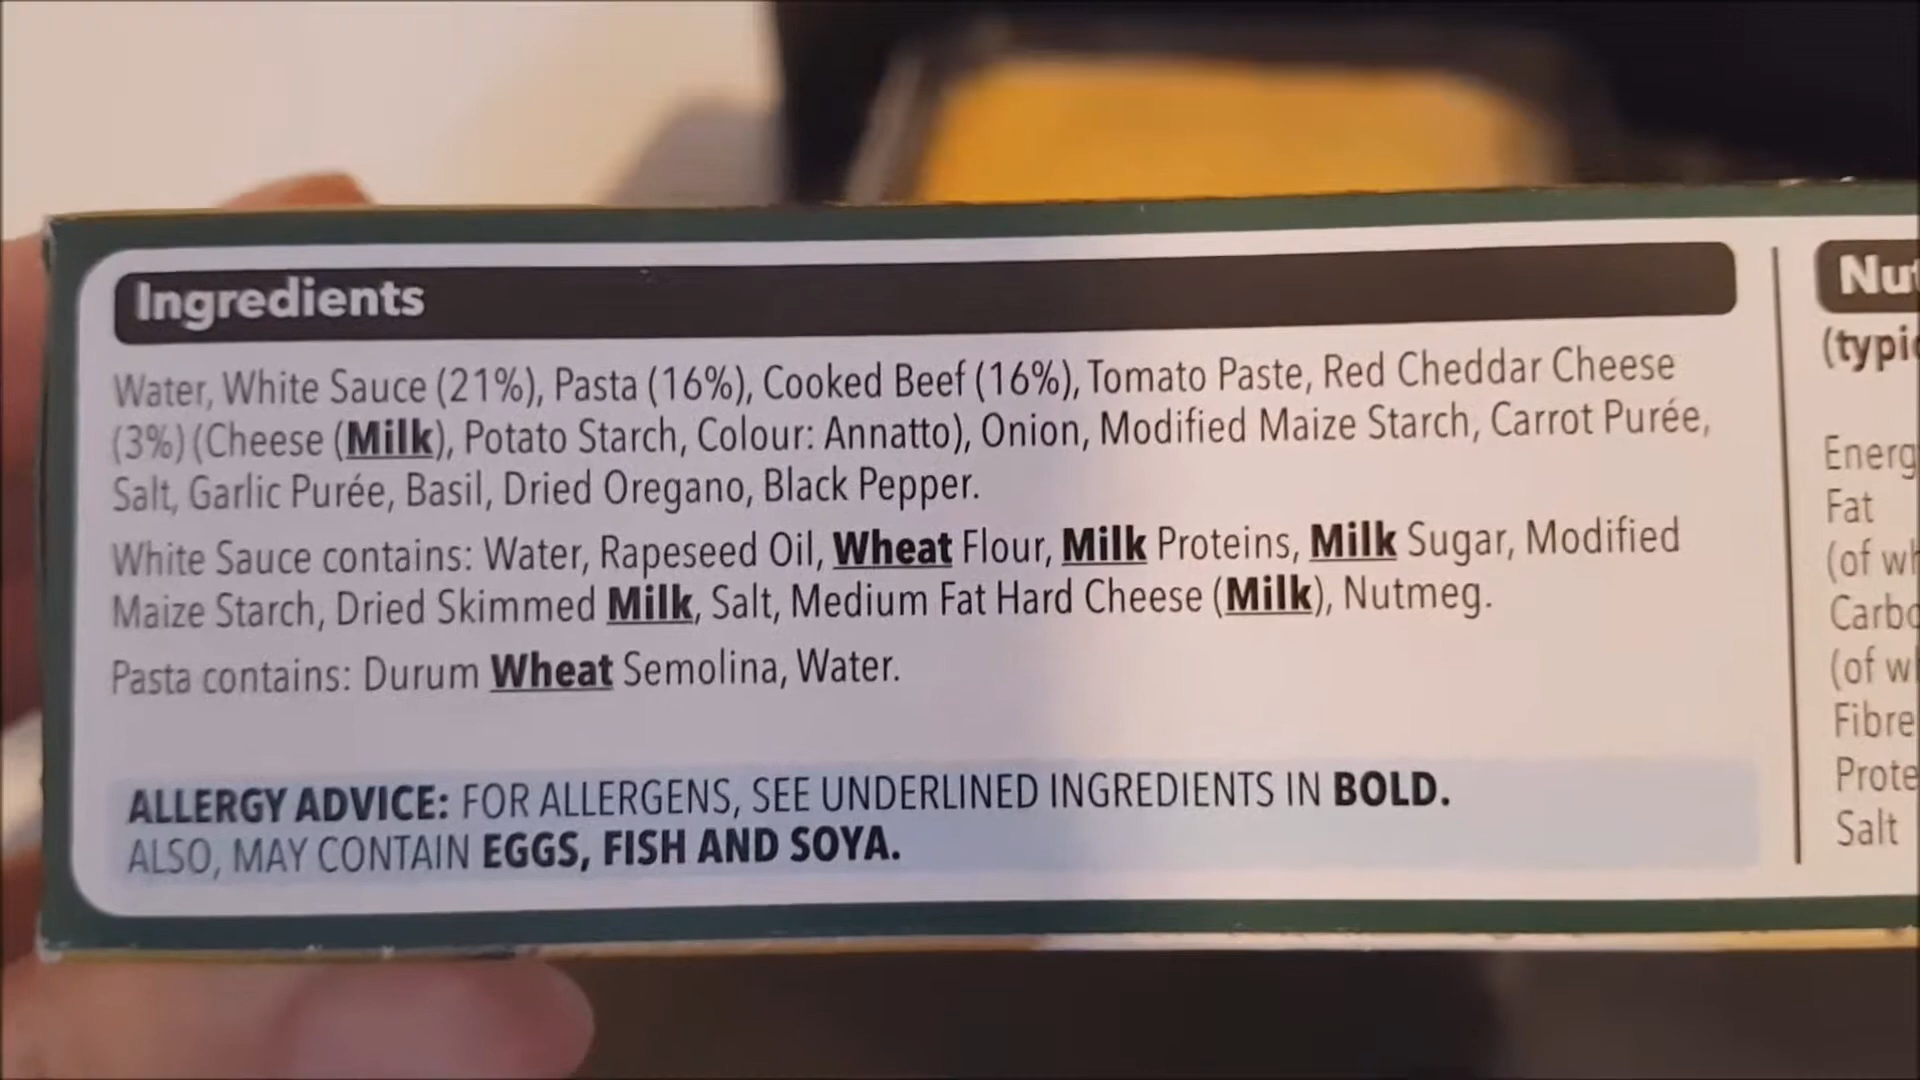 Ingredients
Water, White Sauce (21%), Pasta (16%), Cooked Beef (16%), Tomato Paste, Red Cheddar Cheese
(3%) (Cheese (Milk), Potato Starch, Colour: Annatto), Onion, Modified Maize Starch, Carrot Purée,
Salt, Garlic Purée, Basil, Dried Oregano, Black Pepper.
White Sauce contains: Water, Rapeseed Oil, Wheat Flour, Milk Proteins, Milk Sugar, Modified
Maize Starch, Dried Skimmed Milk, Salt, Medium Fat Hard Cheese (Milk), Nutmeg.
Pasta contains: Durum Wheat Semolina, Water.
ALLERGY ADVICE: FOR ALLERGENS, SEE UNDERLINED INGREDIENTS IN BOLD.
ALSO, MAY CONTAIN EGGS, FISH AND SOYA.
Fat
(of
Fibre
Salt